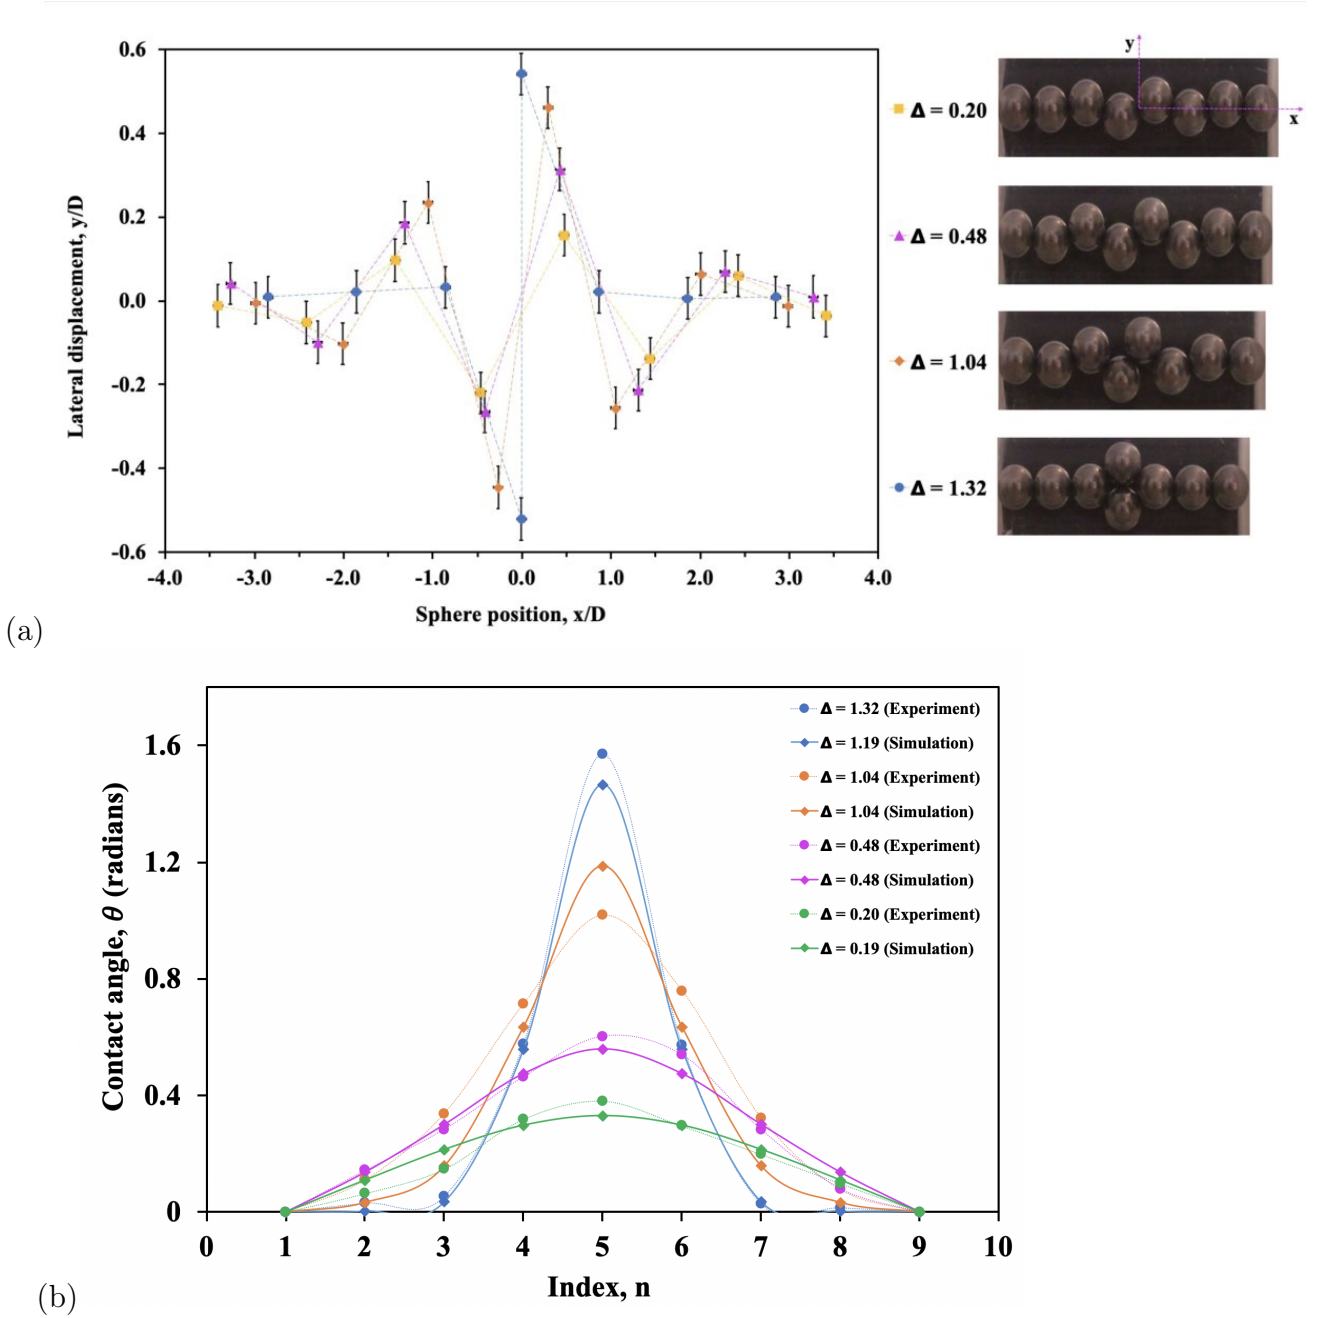 0.6
0.4
0.2
0.0
-0.2
-0.4
-0.6
-4.0 -3.0 -2.0 -1.0 0.0 1.0 2.0 3.0 4.0
Lateral displacement, y/D
Sphere position, x/D
Δ = 0.20
Δ = 0.48
Δ = 1.04
Δ = 1.32
y
x
(a)
Δ = 1.32 (Experiment)
Δ = 1.19 (Simulation)
Δ = 1.04 (Experiment)
Δ = 1.04 (Simulation)
Δ = 0.48 (Experiment)
Δ = 0.48 (Simulation)
Δ = 0.20 (Experiment)
Δ = 0.19 (Simulation)
1.6
1.2
0.8
0.4
0
Contact angle, θ (radians)
0 1 2 3 4 5 6 7 8 9 10
Index, n
(b)